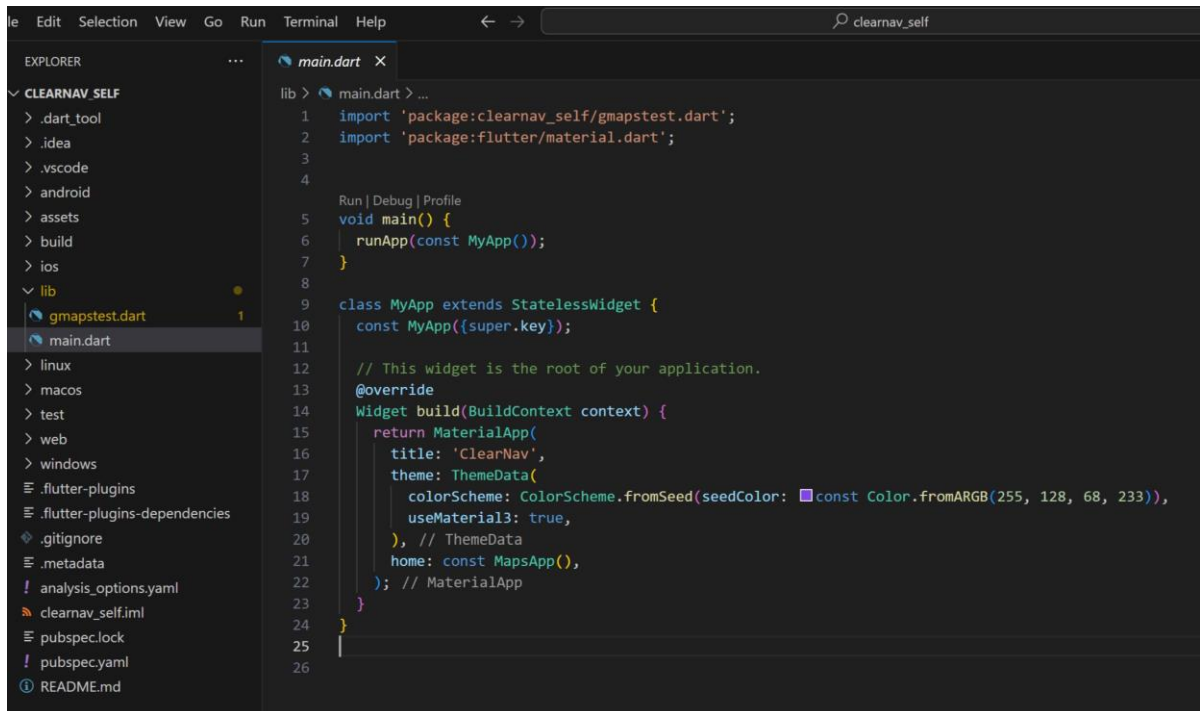 le Edit Selection View Go Run Terminal Help ← → clearnav_self
EXPLORER ···
CLEARNAV_SELF
> .dart_tool
> .idea
> .vscode
> android
> assets
> build
> ios
lib
gmapstest.dart 1
main.dart
> linux
> macos
> test
> web
> windows
.flutter-plugins
.flutter-plugins-dependencies
.gitignore
.metadata
! analysis_options.yaml
clearnav_self.iml
pubspec.lock
! pubspec.yaml
README.md
main.dart ×
lib > main.dart > ...
1 import 'package:clearnav_self/gmapstest.dart';
2 import 'package:flutter/material.dart';
3
4
Run | Debug | Profile
5 void main() {
6   runApp(const MyApp());
7 }
8
9 class MyApp extends StatelessWidget {
10   const MyApp({super.key});
11
12   // This widget is the root of your application.
13   @override
14   Widget build(BuildContext context) {
15     return MaterialApp(
16       title: 'ClearNav',
17       theme: ThemeData(
18         colorScheme: ColorScheme.fromSeed(seedColor: const Color.fromARGB(255, 128, 68, 233)),
19         useMaterial3: true,
20       ), // ThemeData
21       home: const MapsApp(),
22     ); // MaterialApp
23   }
24 }
25
26